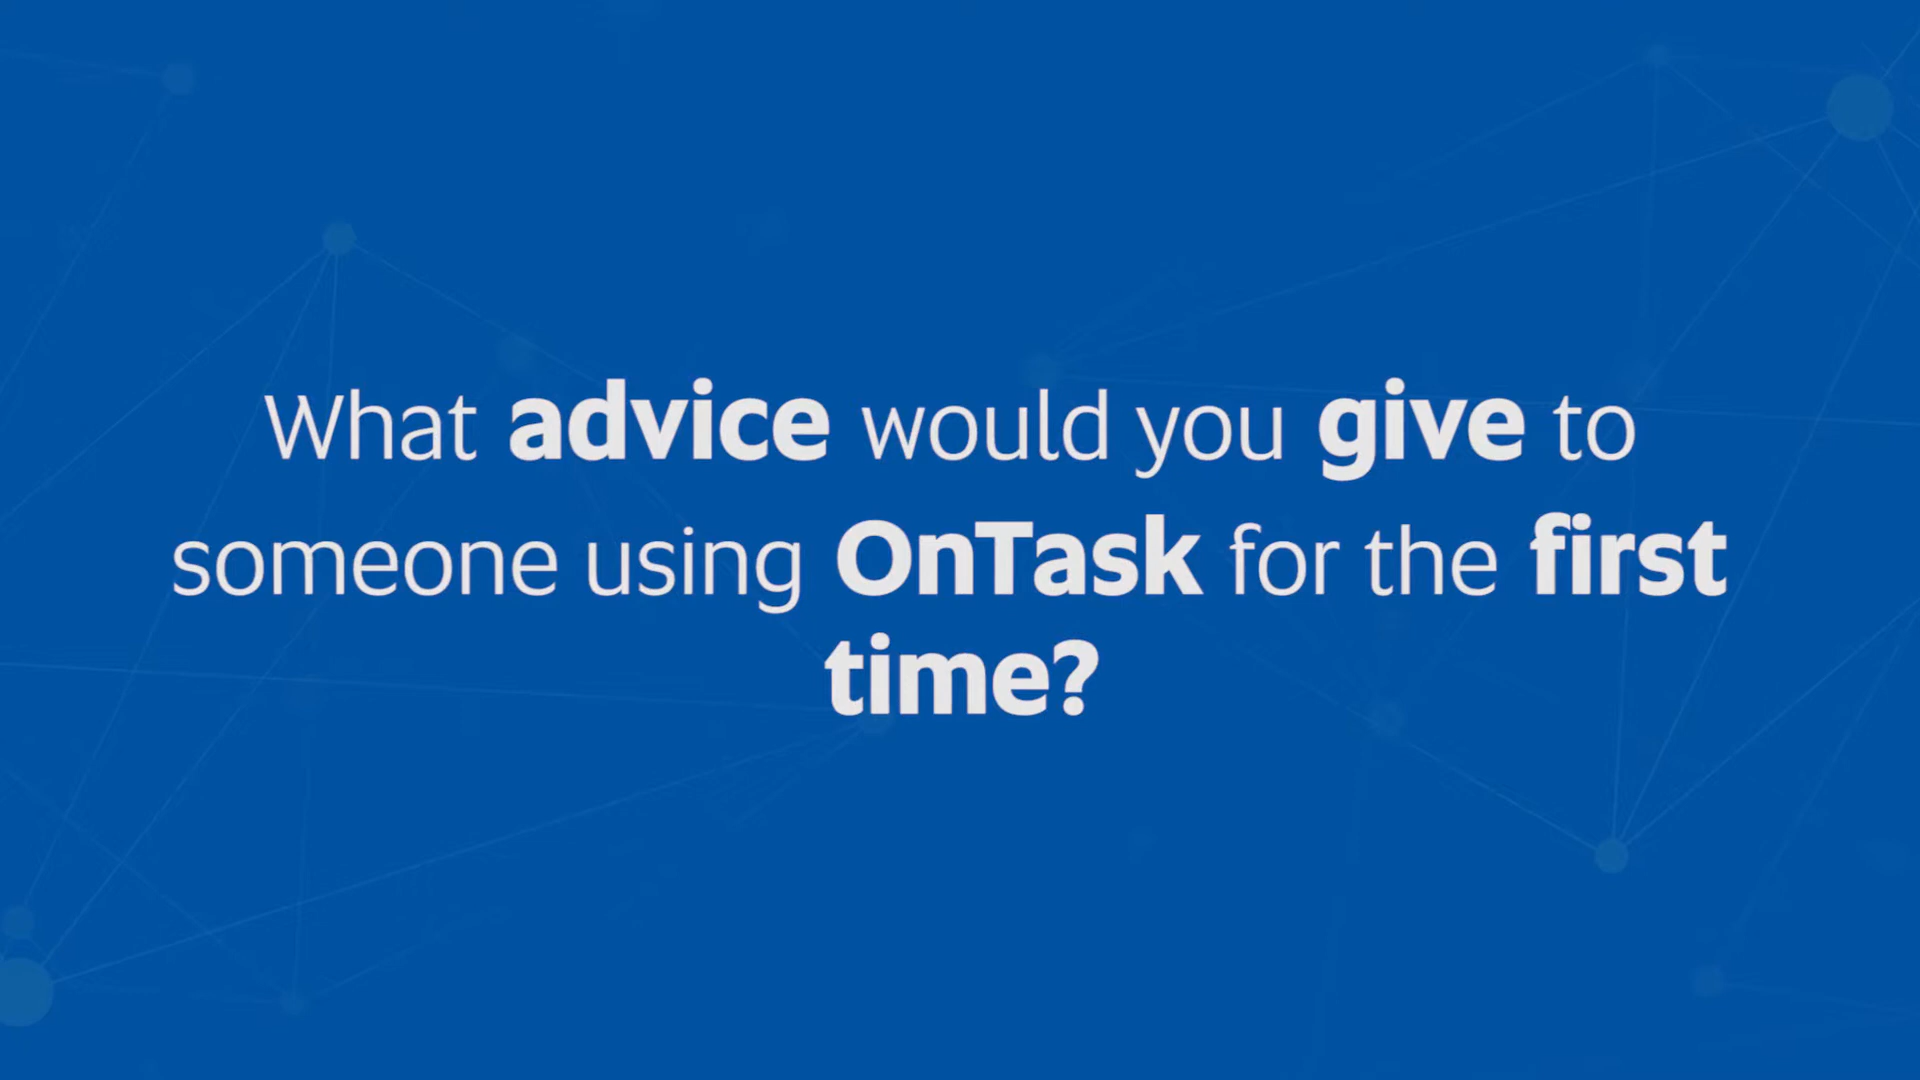 What advice would you give to
someone using OnTask for the first
time?